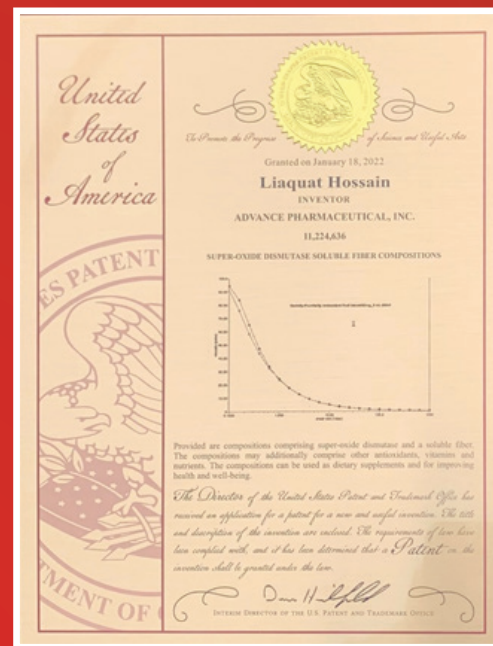 United
States
of
America
To Promote the Progress of Science and Useful Arts
Granted on January 18, 2022
Liaquat Hossain
INVENTOR
ADVANCE PHARMACEUTICAL, INC.
11,224,636
SUPER-OXIDE DISMUTASE SOLUBLE FIBER COMPOSITIONS
Provided are compositions comprising super-oxide dismutase and a soluble fiber.
The compositions may additionally comprise other antioxidants, vitamins and
nutrients. The compositions can be used as dietary supplements and for improving
health and well-being.
The Director of the United States Patent and Trademark Office has
received an application for a patent for a new and useful invention. The title
and description of the invention are enclosed. The requirements of law have
been complied with, and it has been determined that a Patent on the
invention shall be granted under the law.
INTERIM DIRECTOR OF THE U.S. PATENT AND TRADEMARK OFFICE
ES PATENT
TMENT OF